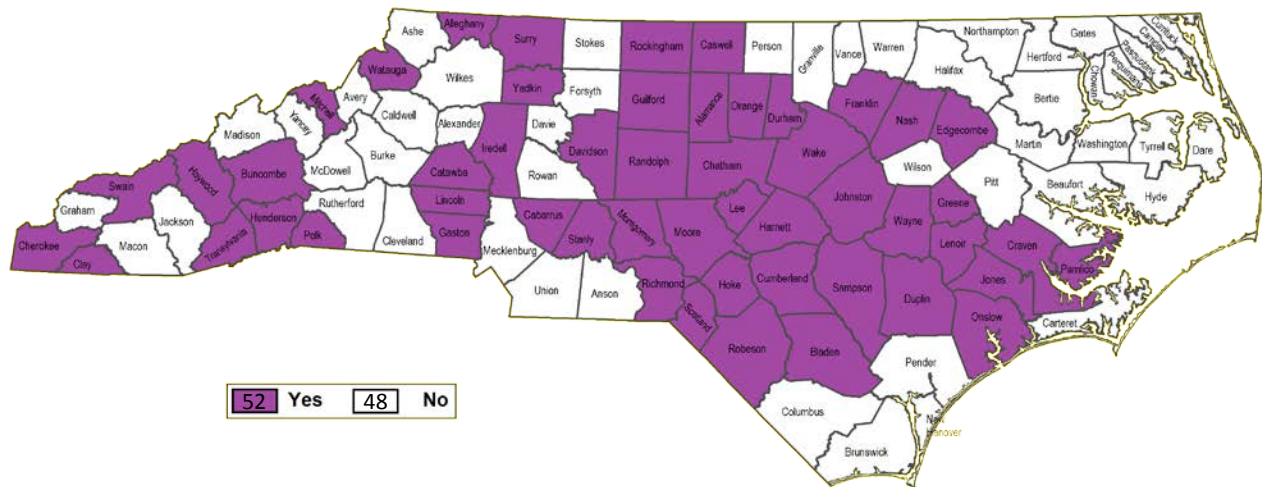 Alleghany
Ashe
Surry
Stokes
Rockingham
Caswell
Person
Granville
Vance
Warren
Northampton
Gates
Currituck
Camden
Pasquotank
Perquimans
Chowan
Hertford
Halifax
Bertie
Watauga
Wilkes
Yadkin
Forsyth
Guilford
Alamance
Orange
Durham
Franklin
Nash
Edgecombe
Martin
Washington
Tyrrell
Dare
Mitchell
Avery
Yancey
Madison
Caldwell
Alexander
Davie
Iredell
Davidson
Randolph
Chatham
Wake
Wilson
Pitt
Beaufort
Hyde
Swain
Haywood
Buncombe
McDowell
Burke
Catawba
Rowan
Johnston
Greene
Graham
Jackson
Rutherford
Lincoln
Cherokee
Macon
Clay
Transylvania
Henderson
Polk
Cleveland
Gaston
Mecklenburg
Cabarrus
Stanly
Montgomery
Moore
Lee
Harnett
Wayne
Lenoir
Craven
Pamlico
Jones
Union
Anson
Richmond
Scotland
Hoke
Cumberland
Sampson
Duplin
Onslow
Carteret
Robeson
Bladen
Pender
Columbus
Brunswick
New
Hanover
52 Yes 48 No